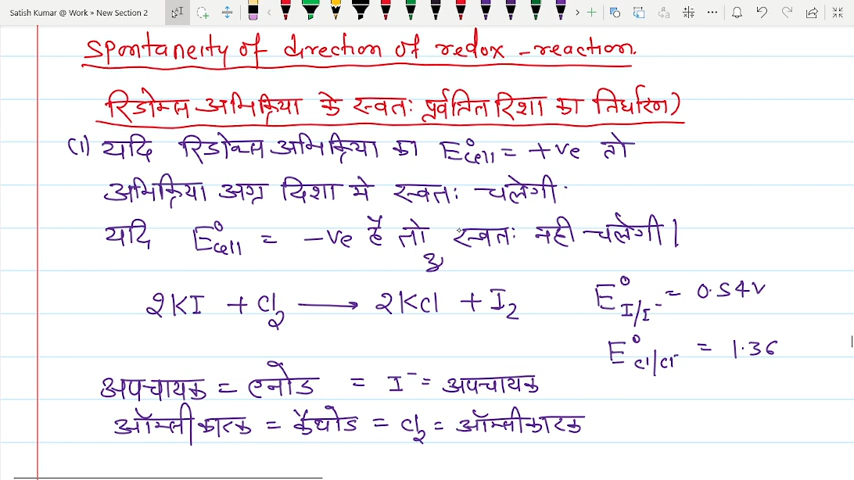 Satish Kumar @ Work » New Section 2
Spontaneity of direction of redox-reaction.
रिडोक्स अभिक्रिया के स्वतः प्रवर्तित दिशा का निर्धारण)
(1) यदि रिडोक्स अभिक्रिया का E°cell = +ve तो
अभिक्रिया अग्र दिशा मे स्वतः चलेगी.
यदि E°cell = -ve है तो स्वतः नही चलेगी।
2KI + Cl₂ → 2KCl + I₂ E°I/I⁻ = 0.54V
E°Cl/Cl⁻ = 1.36
अपचायक = एनोड = I⁻ = अपचायक
ऑक्सीकारक = कैथोड = Cl₂ = ऑक्सीकारक